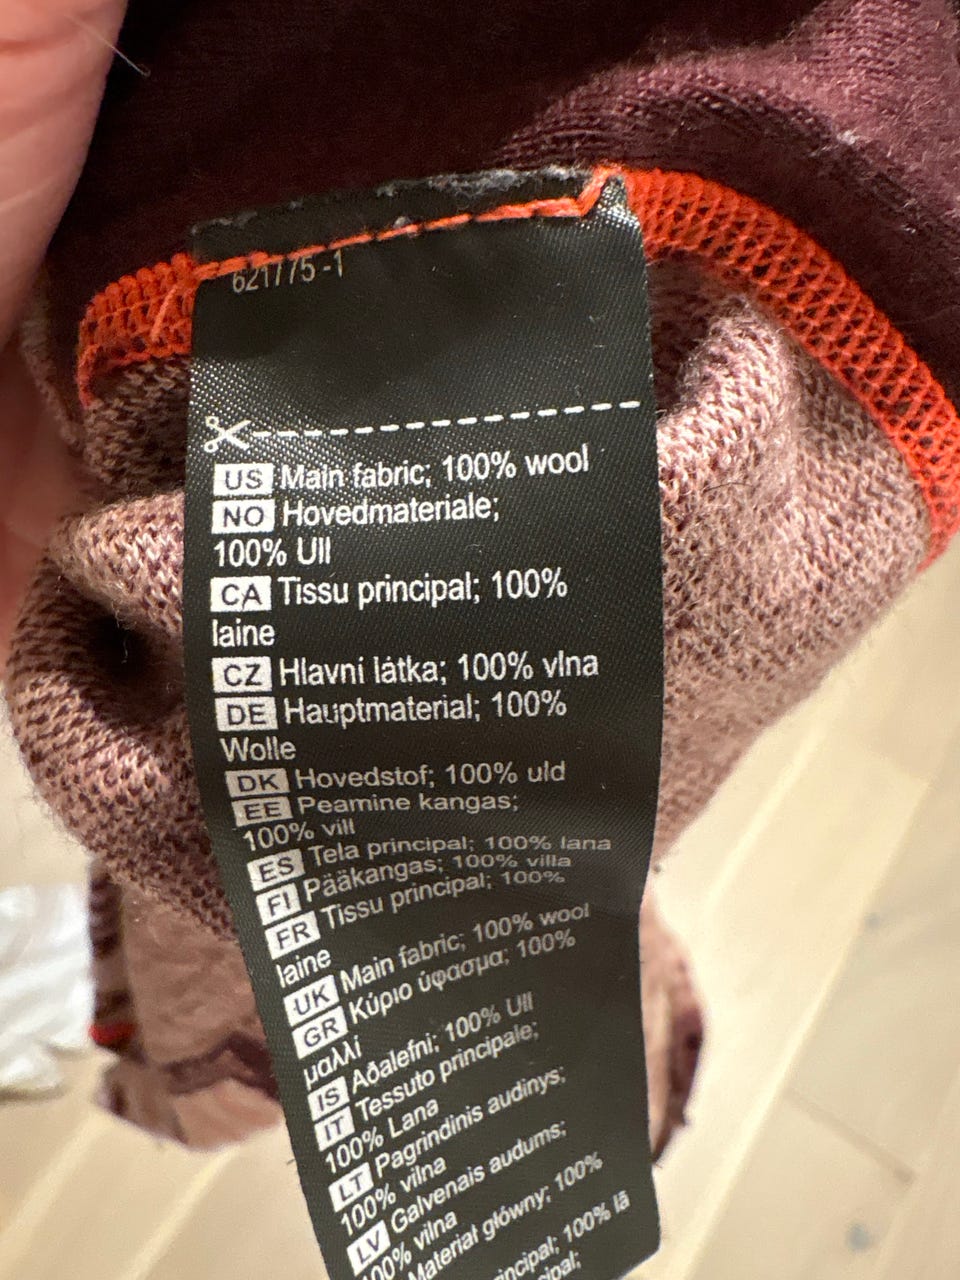 621775-1
US Main fabric; 100% wool
NO Hovedmateriale;
100% Ull
CA Tissu principal; 100%
laine
CZ Hlavní látka; 100% vlna
DE Hauptmaterial; 100%
Wolle
DK Hovedstof; 100% uld
EE Peamine kangas;
100% vill
ES Tela principal; 100% lana
FI Pääkangas; 100% villa
FR Tissu principal; 100%
laine
UK Main fabric; 100% wool
GR Κύριο ύφασμα; 100%
μαλλί
IS Aðalefni; 100% Ull
IT Tessuto principale;
100% Lana
LT Pagrindinis audinys;
100% vilna
LV Galvenais audums;
100% vilna
Materiał główny; 100%
100% lã